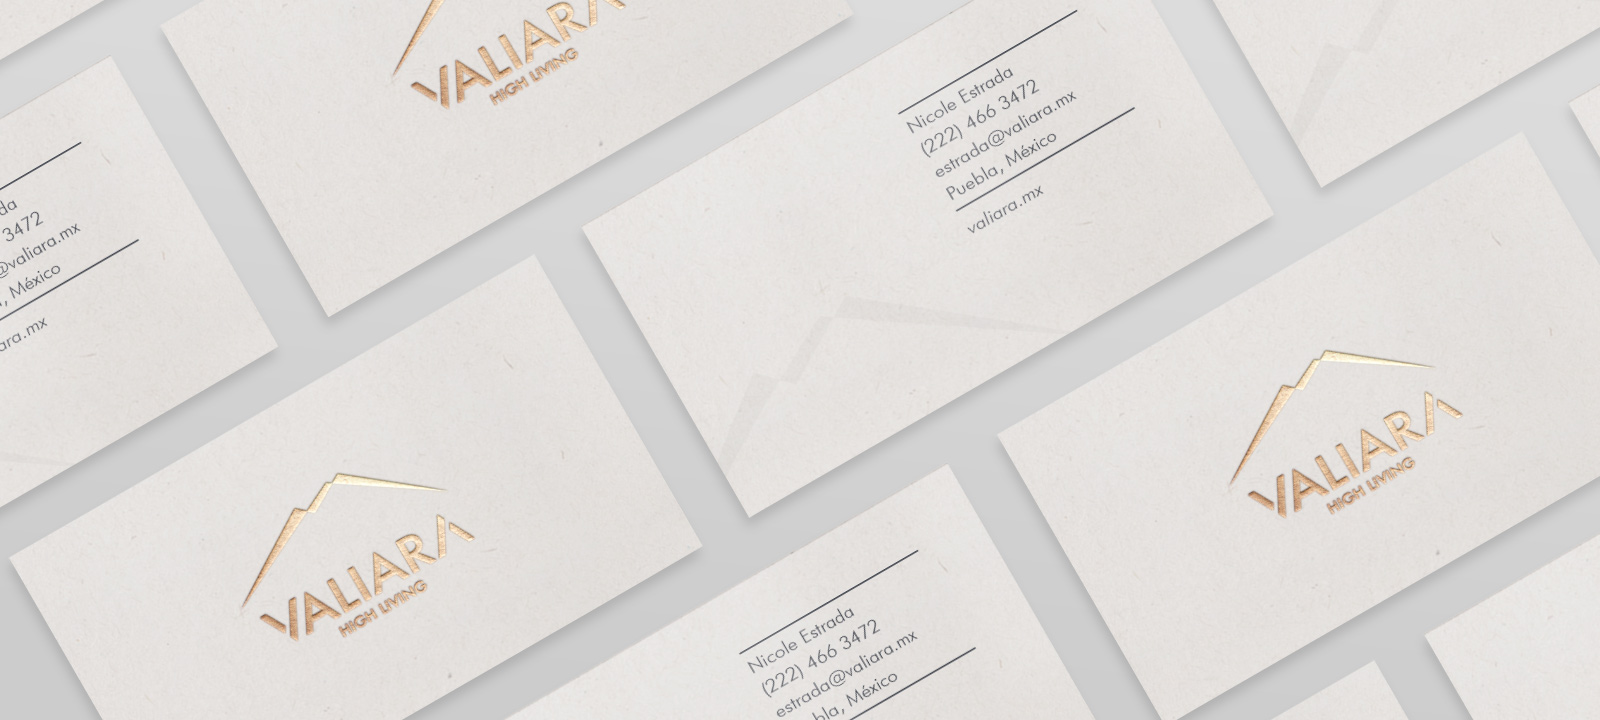 VALIARA
HIGH LIVING
Nicole Estrada
(222) 466 3472
estrada@valiara.mx
Puebla, México
valiara.mx
da
3472
@valiara.mx
, México
ara.mx
VALIARA
HIGH LIVING
VALIARA
HIGH LIVING
Nicole Estrada
(222) 466 3472
estrada@valiara.mx
bla, México